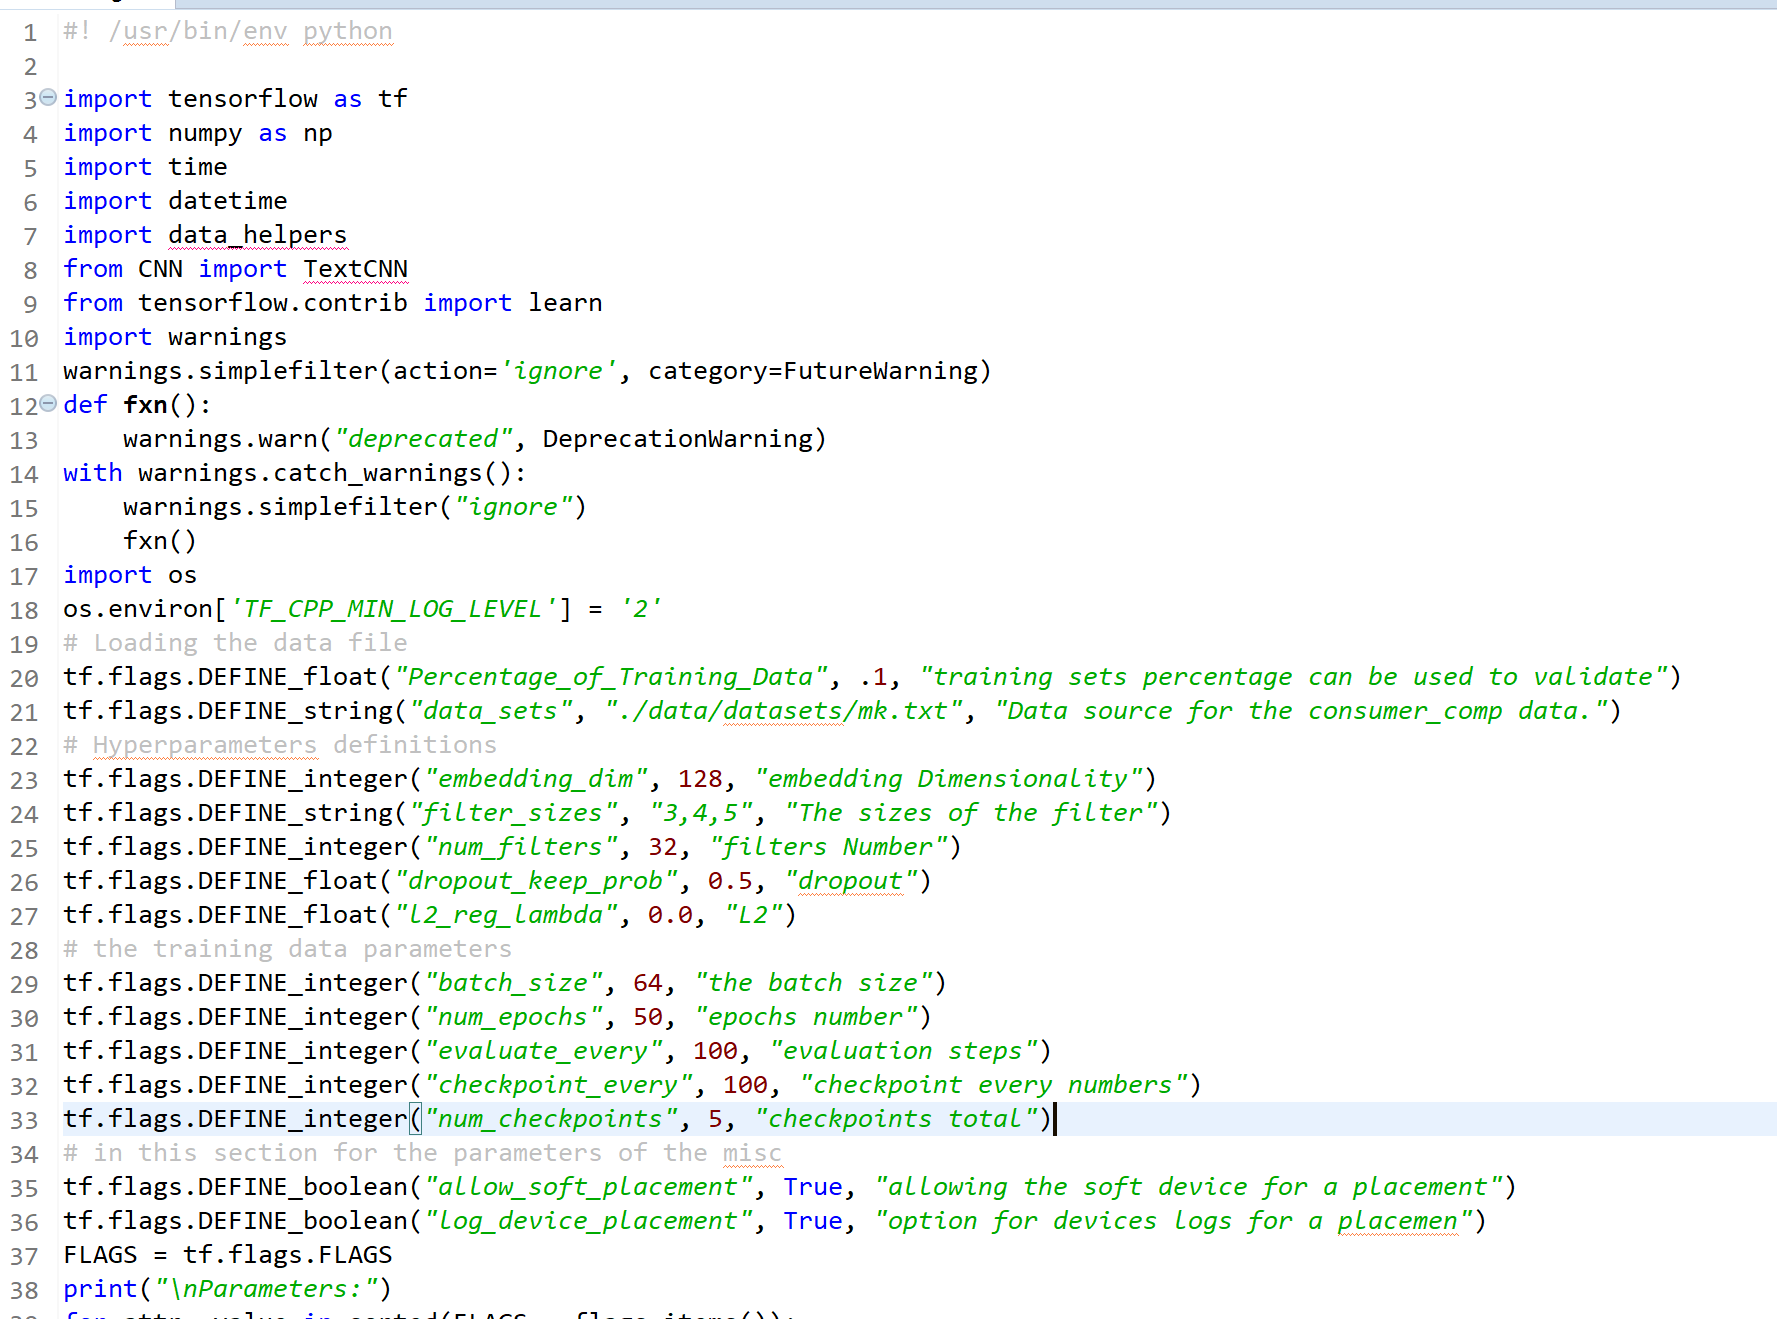 1 #! /usr/bin/env python
2
3 import tensorflow as tf
4 import numpy as np
5 import time
6 import datetime
7 import data_helpers
8 from CNN import TextCNN
9 from tensorflow.contrib import learn
10 import warnings
11 warnings.simplefilter(action='ignore', category=FutureWarning)
12 def fxn():
13     warnings.warn("deprecated", DeprecationWarning)
14 with warnings.catch_warnings():
15     warnings.simplefilter("ignore")
16     fxn()
17 import os
18 os.environ['TF_CPP_MIN_LOG_LEVEL'] = '2'
19 # Loading the data file
20 tf.flags.DEFINE_float("Percentage_of_Training_Data", .1, "training sets percentage can be used to validate")
21 tf.flags.DEFINE_string("data_sets", "./data/datasets/mk.txt", "Data source for the consumer_comp data.")
22 # Hyperparameters definitions
23 tf.flags.DEFINE_integer("embedding_dim", 128, "embedding Dimensionality")
24 tf.flags.DEFINE_string("filter_sizes", "3,4,5", "The sizes of the filter")
25 tf.flags.DEFINE_integer("num_filters", 32, "filters Number")
26 tf.flags.DEFINE_float("dropout_keep_prob", 0.5, "dropout")
27 tf.flags.DEFINE_float("l2_reg_lambda", 0.0, "L2")
28 # the training data parameters
29 tf.flags.DEFINE_integer("batch_size", 64, "the batch size")
30 tf.flags.DEFINE_integer("num_epochs", 50, "epochs number")
31 tf.flags.DEFINE_integer("evaluate_every", 100, "evaluation steps")
32 tf.flags.DEFINE_integer("checkpoint_every", 100, "checkpoint every numbers")
33 tf.flags.DEFINE_integer("num_checkpoints", 5, "checkpoints total")
34 # in this section for the parameters of the misc
35 tf.flags.DEFINE_boolean("allow_soft_placement", True, "allowing the soft device for a placement")
36 tf.flags.DEFINE_boolean("log_device_placement", True, "option for devices logs for a placemen")
37 FLAGS = tf.flags.FLAGS
38 print("\nParameters:")